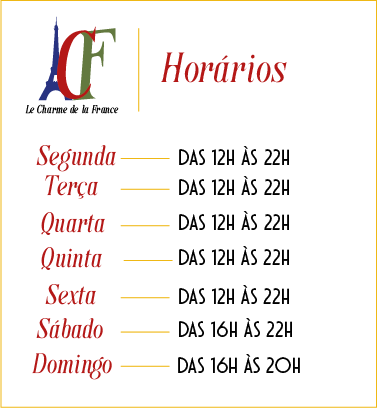 CF
Le Charme de la France
Horários
Segunda DAS 12H ÀS 22H
Terça DAS 12H ÀS 22H
Quarta DAS 12H ÀS 22H
Quinta DAS 12H ÀS 22H
Sexta DAS 12H ÀS 22H
Sábado DAS 16H ÀS 22H
Domingo DAS 16H ÀS 20H